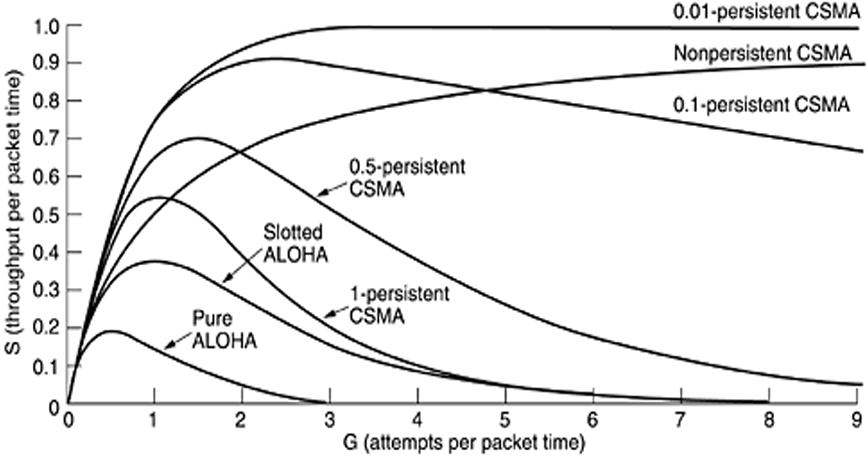 0.01-persistent CSMA
Nonpersistent CSMA
0.1-persistent CSMA
0.5-persistent
CSMA
Slotted
ALOHA
1-persistent
CSMA
Pure
ALOHA
S (throughput per packet time)
1.0
0.9
0.8
0.7
0.6
0.5
0.4
0.3
0.2
0.1
0
0 1 2 3 4 5 6 7 8 9
G (attempts per packet time)